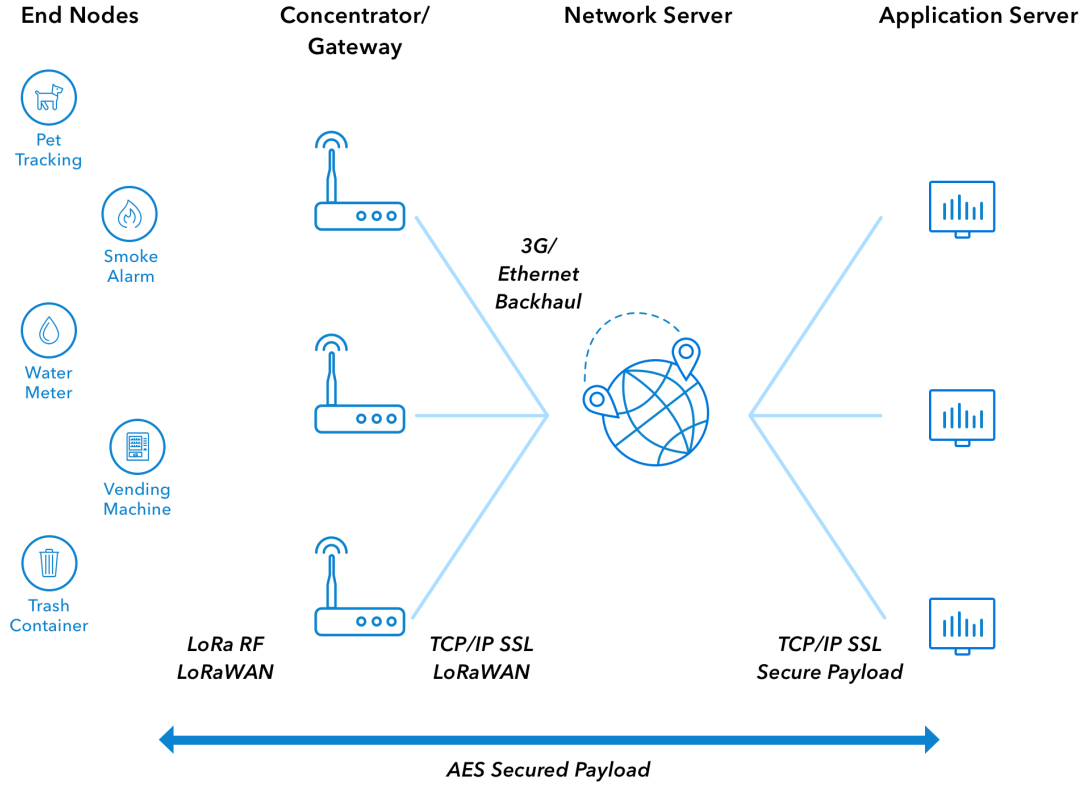 End Nodes
Concentrator/
Gateway
Network Server
Application Server
Pet
Tracking
Smoke
Alarm
Water
Meter
Vending
Machine
Trash
Container
3G/
Ethernet
Backhaul
LoRa RF
LoRaWAN
TCP/IP SSL
LoRaWAN
TCP/IP SSL
Secure Payload
AES Secured Payload